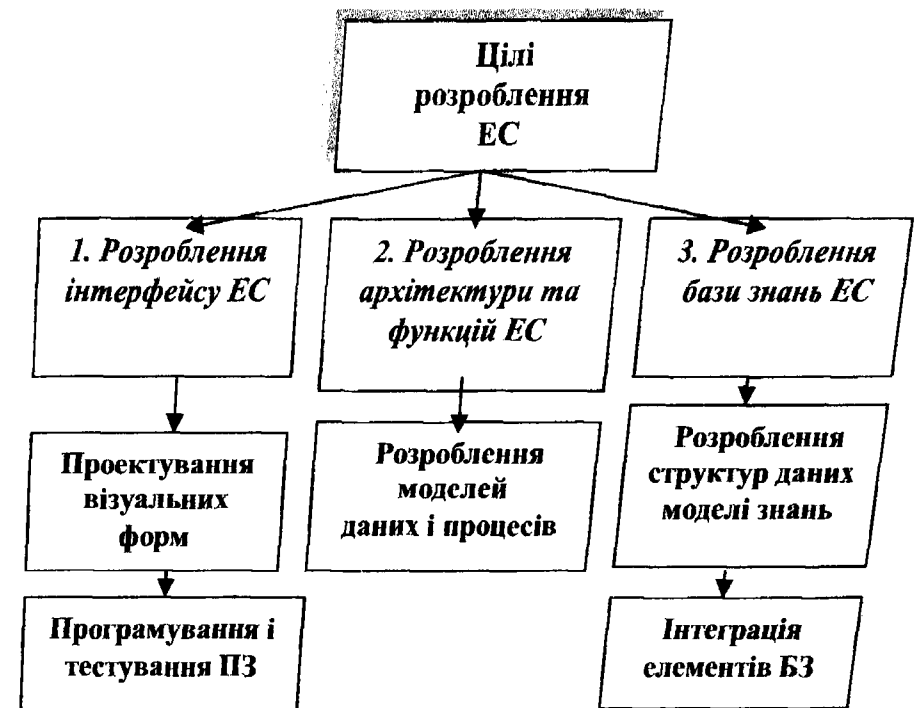 Цілі
розроблення
ЕС
1. Розроблення
інтерфейсу ЕС
2. Розроблення
архітектури та
функцій ЕС
3. Розроблення
бази знань ЕС
Проектування
візуальних
форм
Розроблення
моделей
даних і процесів
Розроблення
структур даних
моделі знань
Програмування і
тестування ПЗ
Інтеграція
елементів БЗ